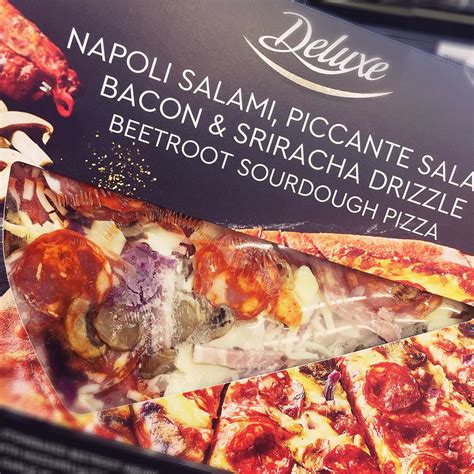 Deluxe
NAPOLI SALAMI, PICCANTE SALA
BACON & SRIRACHA DRIZZLE
BEETROOT SOURDOUGH PIZZA